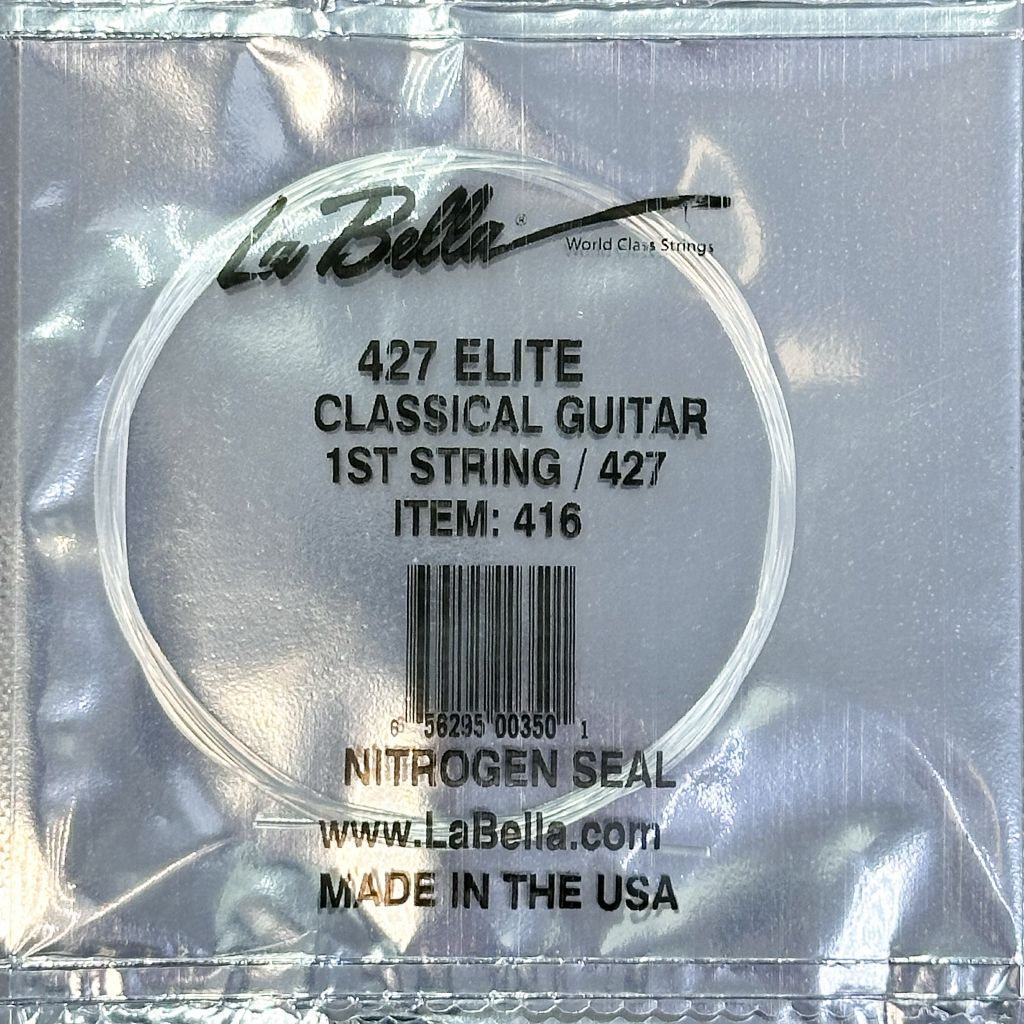 La Bella®
World Class Strings
427 ELITE
CLASSICAL GUITAR
1ST STRING / 427
ITEM: 416
6 56295 00350 1
NITROGEN SEAL
www.LaBella.com
MADE IN THE USA